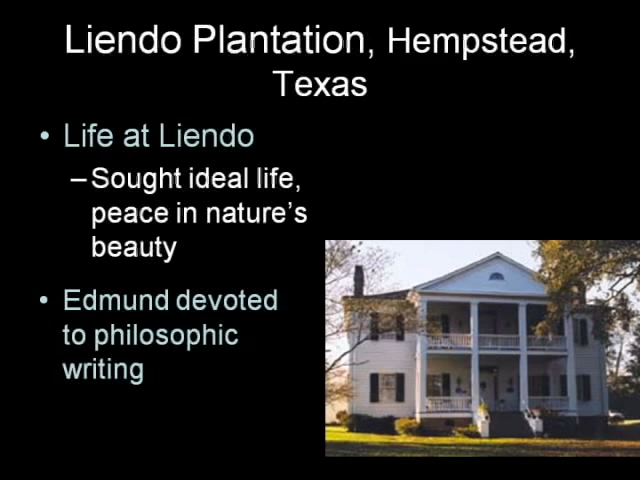 Liendo Plantation, Hempstead,
Texas
• Life at Liendo
–Sought ideal life,
peace in nature's
beauty
• Edmund devoted
to philosophic
writing